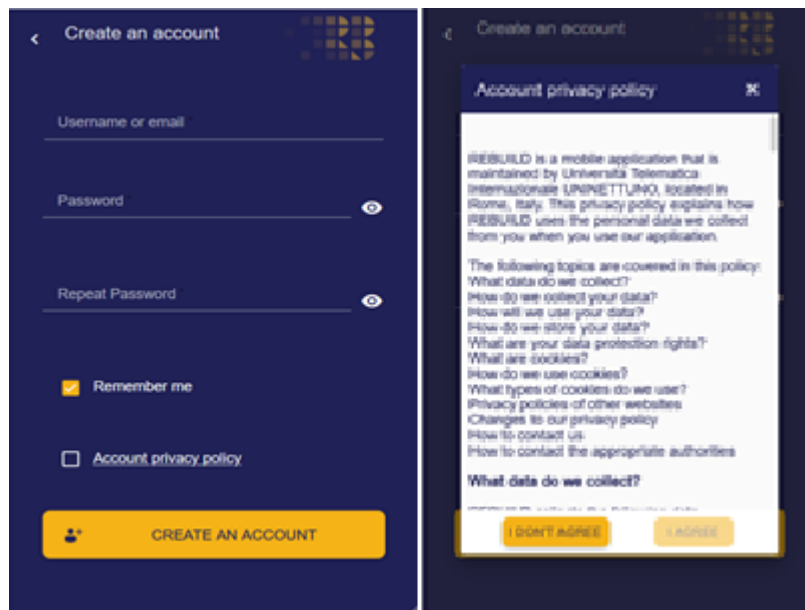 Create an account
Username or email
Password
Repeat Password
Remember me
Account privacy policy
CREATE AN ACCOUNT
Create an account
Account privacy policy
REBUILD is a mobile application that is
maintained by Università Telematica
Internazionale UNINETTUNO, located in
Rome, Italy. This privacy policy explains how
REBUILD uses the personal data we collect
from you when you use our application.
The following topics are covered in this policy:
What data do we collect?
How do we collect your data?
How will we use your data?
How do we store your data?
What are your data protection rights?
What are cookies?
How do we use cookies?
What types of cookies do we use?
Privacy policies of other websites
Changes to our privacy policy
How to contact us
How to contact the appropriate authorities
What data do we collect?
I DON'T AGREE
I AGREE